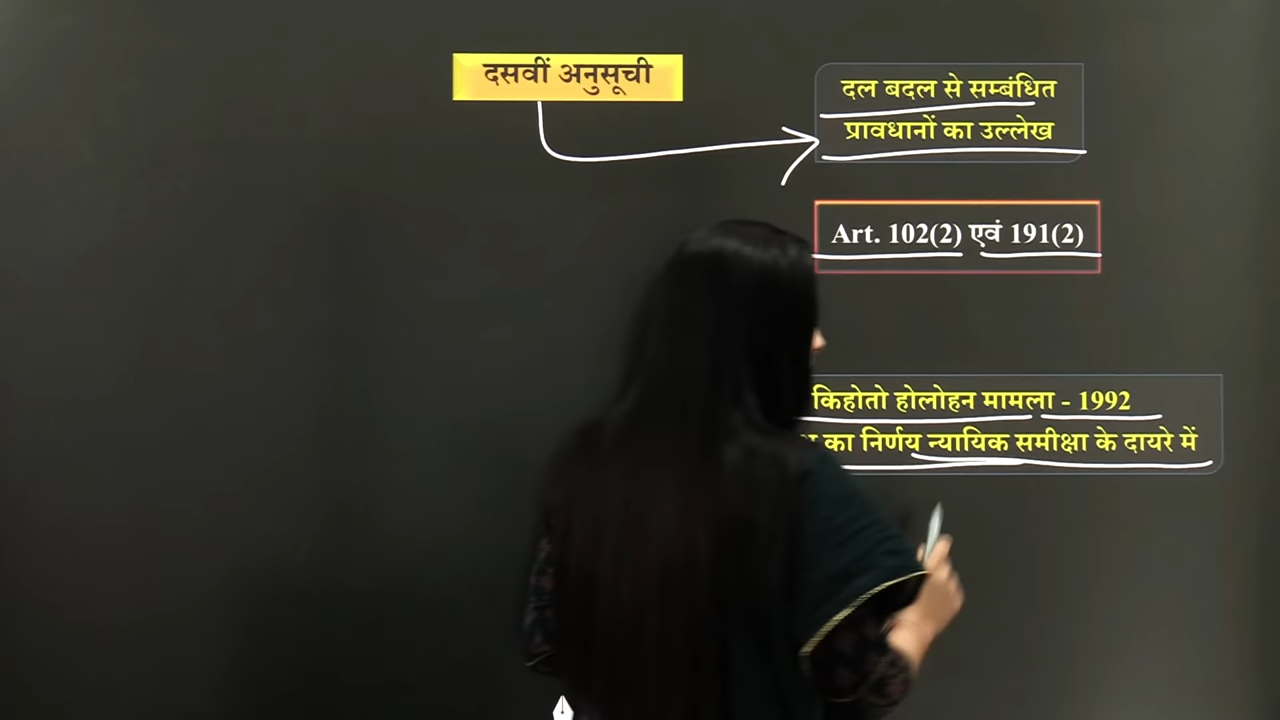 दसवीं अनुसूची
दल बदल से सम्बंधित
प्रावधानों का उल्लेख
Art. 102(2) एवं 191(2)
किहोतो होलोहन मामला - 1992
का निर्णय न्यायिक समीक्षा के दायरे में